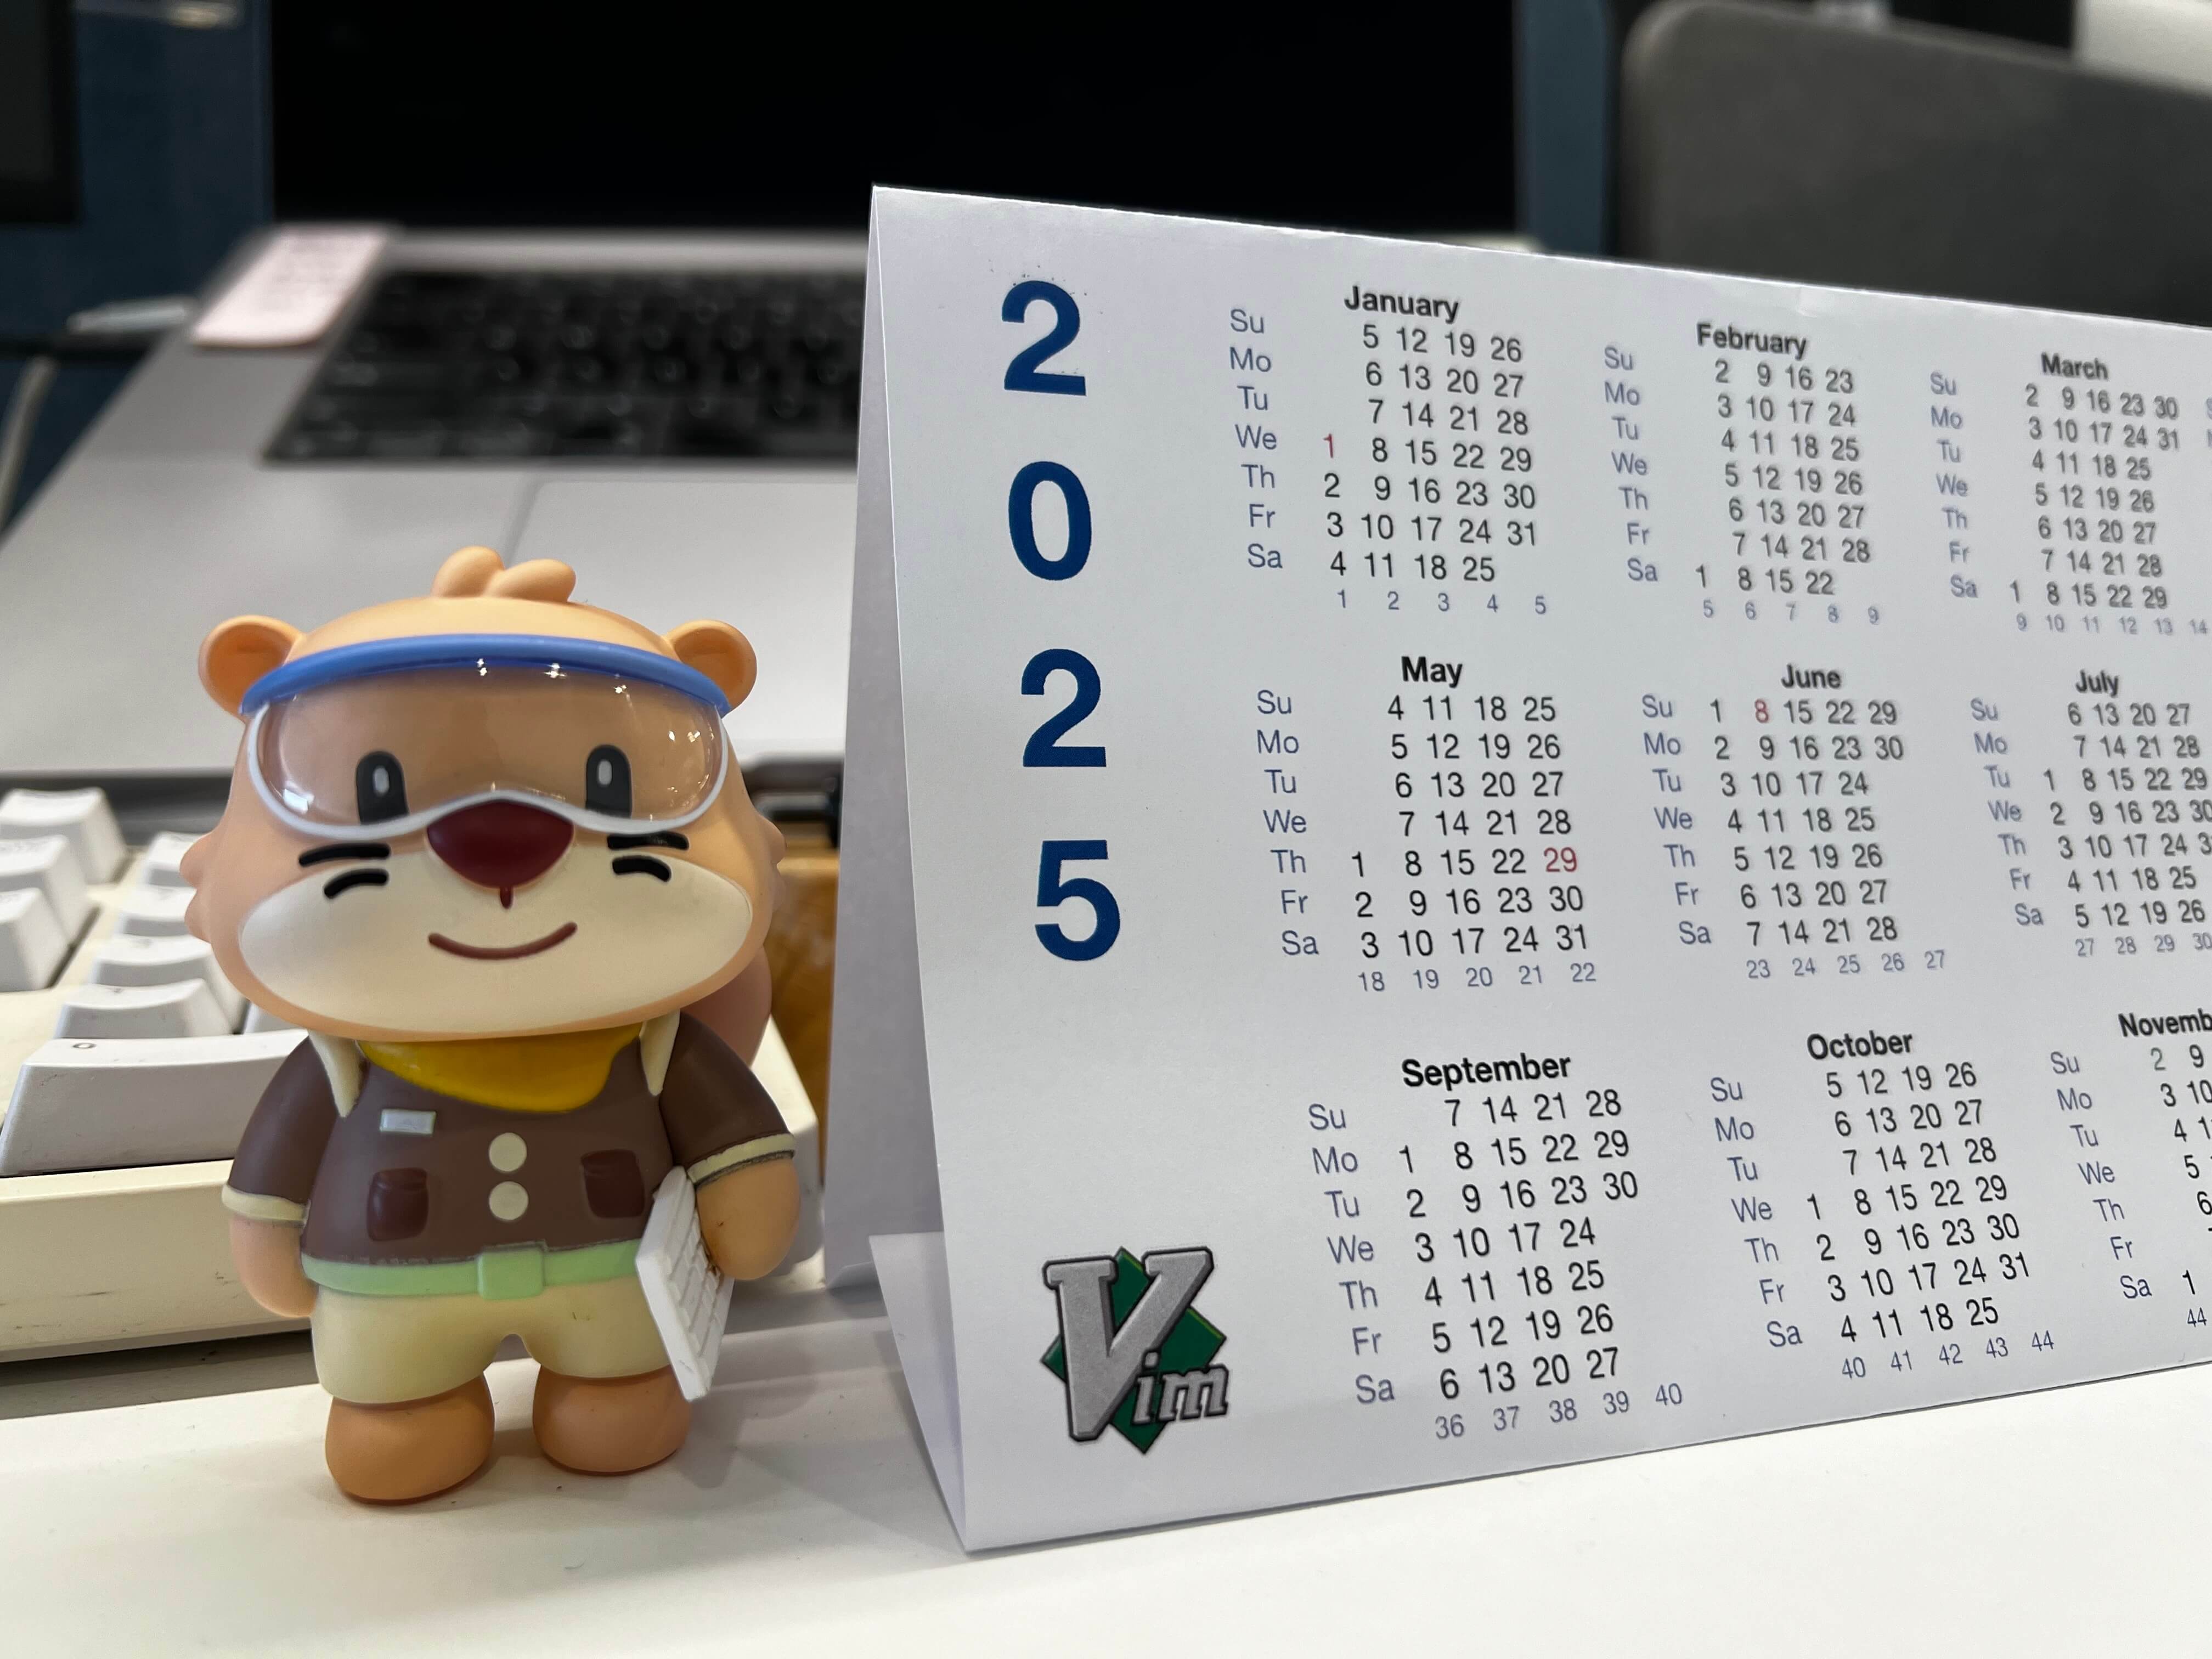 2
0
2
5
January
Su 5 12 19 26
Mo 6 13 20 27
Tu 7 14 21 28
We 1 8 15 22 29
Th 2 9 16 23 30
Fr 3 10 17 24 31
Sa 4 11 18 25
1 2 3 4 5
February
Su 2 9 16 23
Mo 3 10 17 24
Tu 4 11 18 25
We 5 12 19 26
Th 6 13 20 27
Fr 7 14 21 28
Sa 1 8 15 22
5 6 7 8 9
March
Su 2 9 16 23 30
Mo 3 10 17 24 31
Tu 4 11 18 25
We 5 12 19 26
Th 6 13 20 27
Fr 7 14 21 28
Sa 1 8 15 22 29
9 10 11 12 13 14
May
Su 4 11 18 25
Mo 5 12 19 26
Tu 6 13 20 27
We 7 14 21 28
Th 1 8 15 22 29
Fr 2 9 16 23 30
Sa 3 10 17 24 31
18 19 20 21 22
June
Su 1 8 15 22 29
Mo 2 9 16 23 30
Tu 3 10 17 24
We 4 11 18 25
Th 5 12 19 26
Fr 6 13 20 27
Sa 7 14 21 28
23 24 25 26 27
July
Su 6 13 20 27
Mo 7 14 21 28
Tu 1 8 15 22 29
We 2 9 16 23 30
Th 3 10 17 24 3
Fr 4 11 18 25
Sa 5 12 19 26
27 28 29 30
September
Su 7 14 21 28
Mo 1 8 15 22 29
Tu 2 9 16 23 30
We 3 10 17 24
Th 4 11 18 25
Fr 5 12 19 26
Sa 6 13 20 27
36 37 38 39 40
October
Su 5 12 19 26
Mo 6 13 20 27
Tu 7 14 21 28
We 1 8 15 22 29
Th 2 9 16 23 30
Fr 3 10 17 24 31
Sa 4 11 18 25
40 41 42 43 44
Novemb
Su 2 9
Mo 3 10
Tu 4 1
We 5
Th 6
Fr
Sa 1
44
Vim